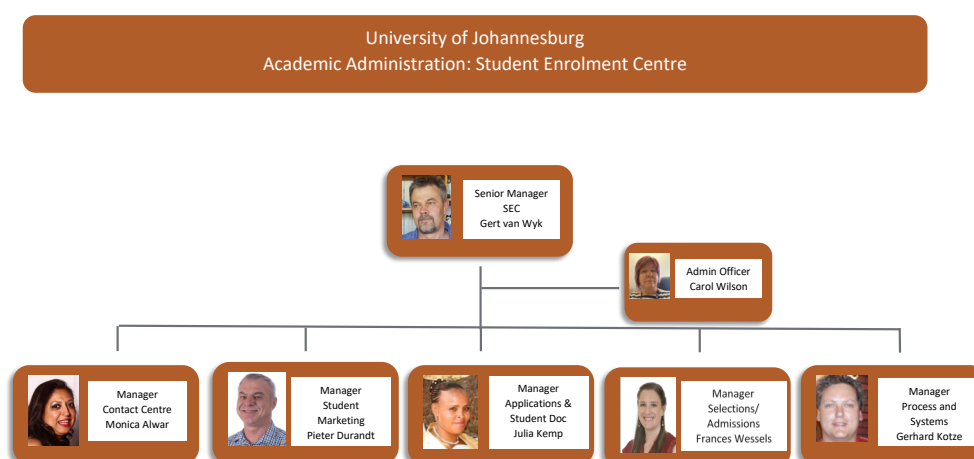 University of Johannesburg
Academic Administration: Student Enrolment Centre
Senior Manager
SEC
Gert van Wyk
Admin Officer
Carol Wilson
Manager
Contact Centre
Monica Alwar
Manager
Student
Marketing
Pieter Durandt
Manager
Applications &
Student Doc
Julia Kemp
Manager
Selections/
Admissions
Frances Wessels
Manager
Process and
Systems
Gerhard Kotze